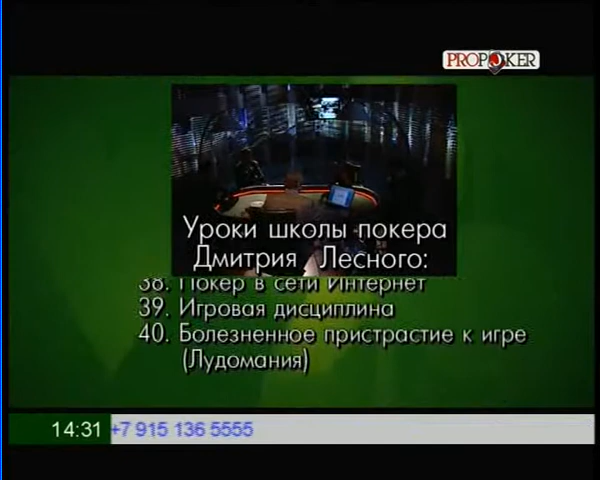 PROPOKER
Уроки школы покера
Дмитрия Лесного:
38. Покер в сети Интернет
39. Игровая дисциплина
40. Болезненное пристрастие к игре
(Лудомания)
14:31 +7 915 136 5555